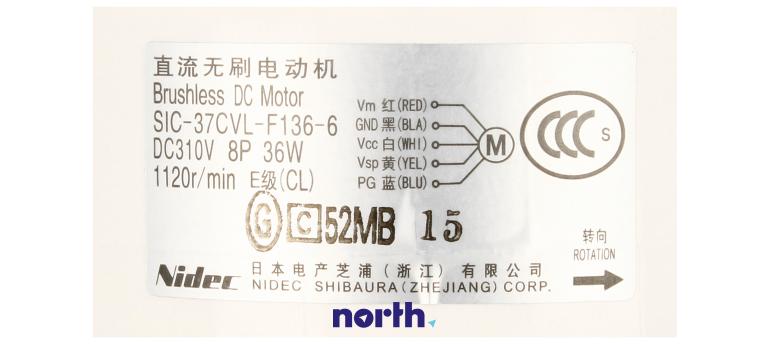 直流无刷电动机
Brushless DC Motor
SIC-37CVL-F136-6
DC310V 8P 36W
1120r/min E级(CL)
Vm 红(RED)
GND 黑(BLA)
Vcc 白(WHI)
Vsp 黄(YEL)
PG 蓝(BLU)
M
CCC S
G C 52MB 15
转向
ROTATION
Nidec 日本电产芝浦(浙江)有限公司
NIDEC SHIBAURA(ZHEJIANG)CORP.
north.